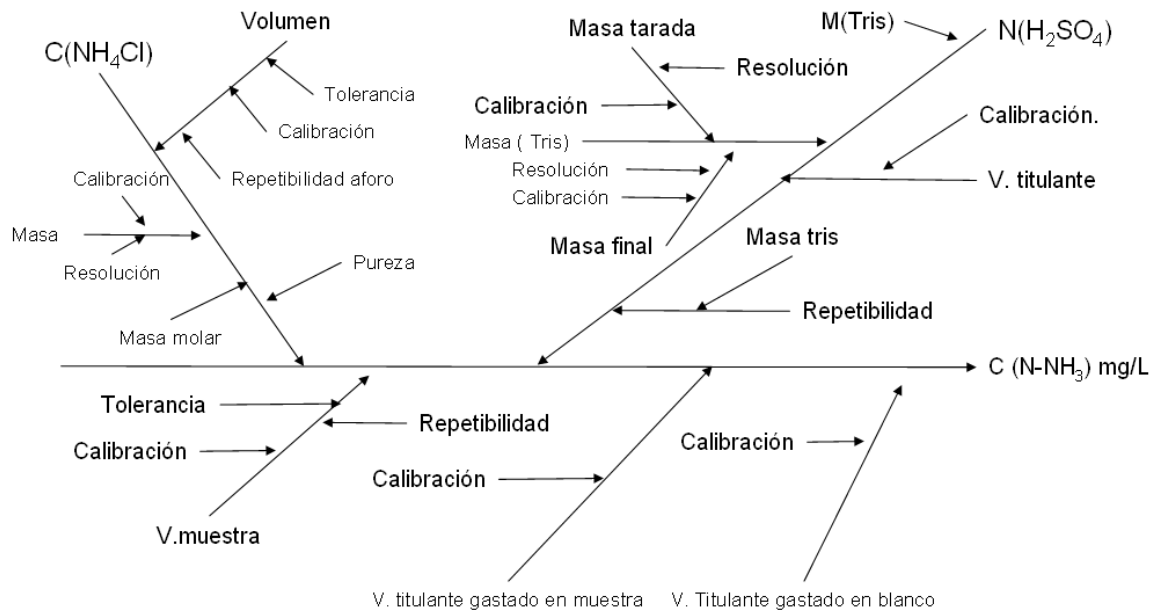 C(NH₄Cl)
Volumen
Tolerancia
Calibración
Repetibilidad aforo
Calibración
Masa
Resolución
Pureza
Masa molar
Masa tarada
Resolución
Calibración
Masa ( Tris)
Resolución
Calibración
Masa final
M(Tris)
N(H₂SO₄)
Calibración.
V. titulante
Masa tris
Repetibilidad
C (N-NH₃) mg/L
Tolerancia
Repetibilidad
Calibración
V.muestra
Calibración
V. titulante gastado en muestra
Calibración
V. Titulante gastado en blanco